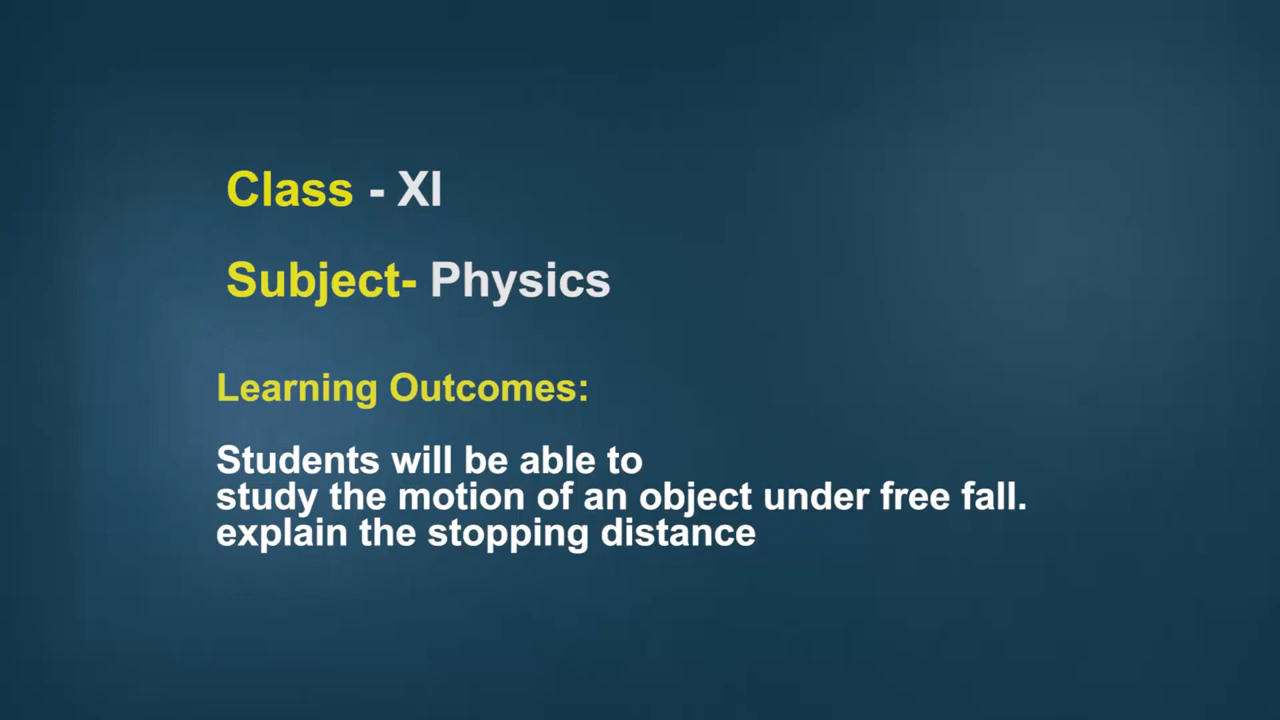 Class - XI
Subject- Physics
Learning Outcomes:
Students will be able to
study the motion of an object under free fall.
explain the stopping distance